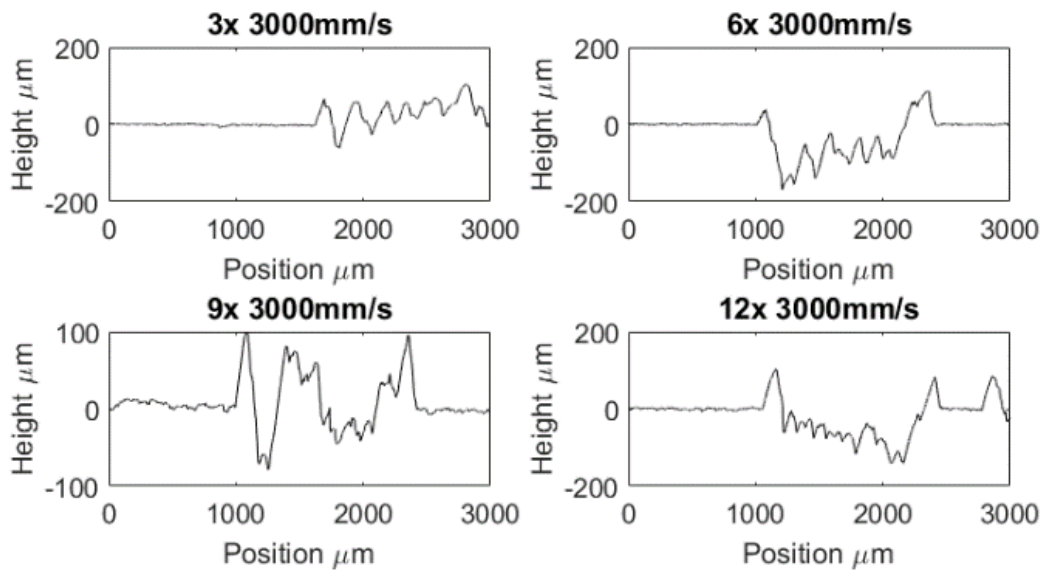 3x 3000mm/s
6x 3000mm/s
200
0
-200
Height μm
0 1000 2000 3000
Position μm
200
0
-200
Height μm
0 1000 2000 3000
Position μm
9x 3000mm/s
12x 3000mm/s
100
0
-100
Height μm
0 1000 2000 3000
Position μm
200
0
-200
Height μm
0 1000 2000 3000
Position μm